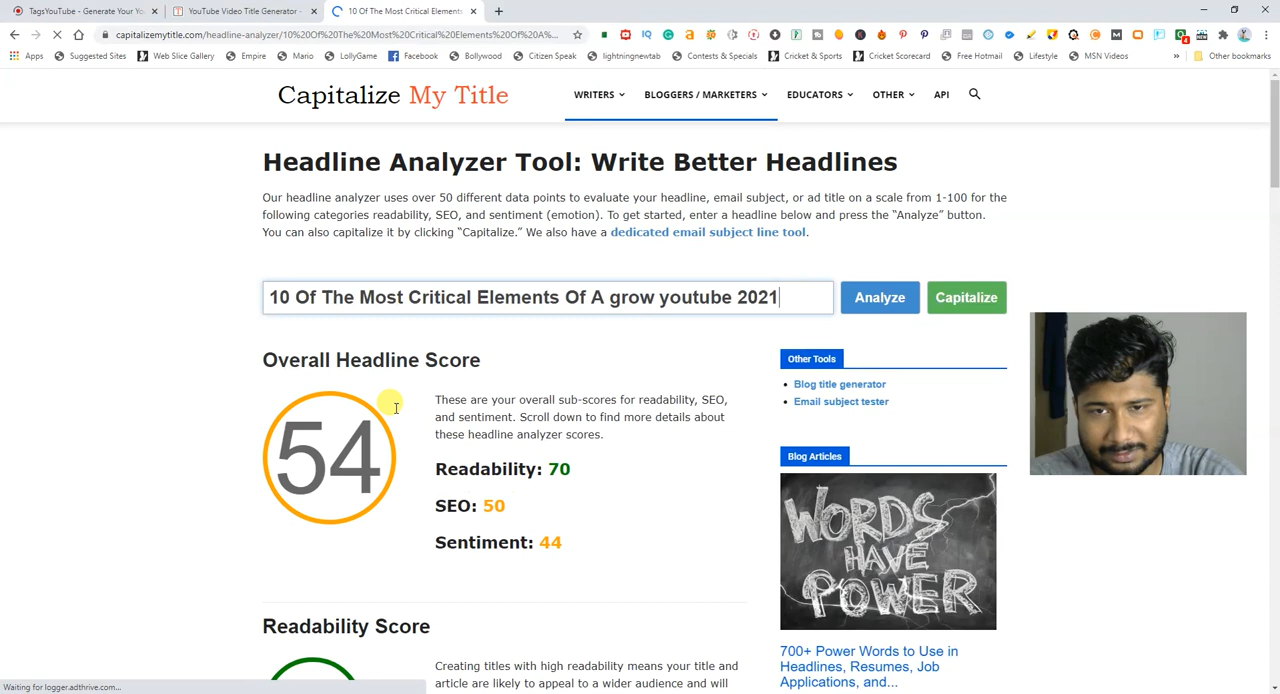 TagsYouTube - Generate Your Yo
YouTube Video Title Generator -
10 Of The Most Critical Elements
capitalizemytitle.com/headline-analyzer/10%20Of%20The%20Most%20Critical%20Elements%20Of%20A%...
Apps Suggested Sites Web Slice Gallery Empire Mario LollyGame Facebook Bollywood Citizen Speak lightningnewtab Contests & Specials Cricket & Sports Cricket Scorecard Free Hotmail Lifestyle MSN Videos » Other bookmarks
Capitalize My Title
WRITERS BLOGGERS / MARKETERS EDUCATORS OTHER API
Headline Analyzer Tool: Write Better Headlines
Our headline analyzer uses over 50 different data points to evaluate your headline, email subject, or ad title on a scale from 1-100 for the
following categories readability, SEO, and sentiment (emotion). To get started, enter a headline below and press the “Analyze” button.
You can also capitalize it by clicking “Capitalize.” We also have a dedicated email subject line tool.
10 Of The Most Critical Elements Of A grow youtube 2021
Analyze
Capitalize
Overall Headline Score
54
These are your overall sub-scores for readability, SEO,
and sentiment. Scroll down to find more details about
these headline analyzer scores.
Readability: 70
SEO: 50
Sentiment: 44
Readability Score
Creating titles with high readability means your title and
article are likely to appeal to a wider audience and will
Other Tools
Blog title generator
Email subject tester
Blog Articles
WORDS
HAVE
POWER
700+ Power Words to Use in
Headlines, Resumes, Job
Applications, and...
Waiting for logger.adthrive.com...